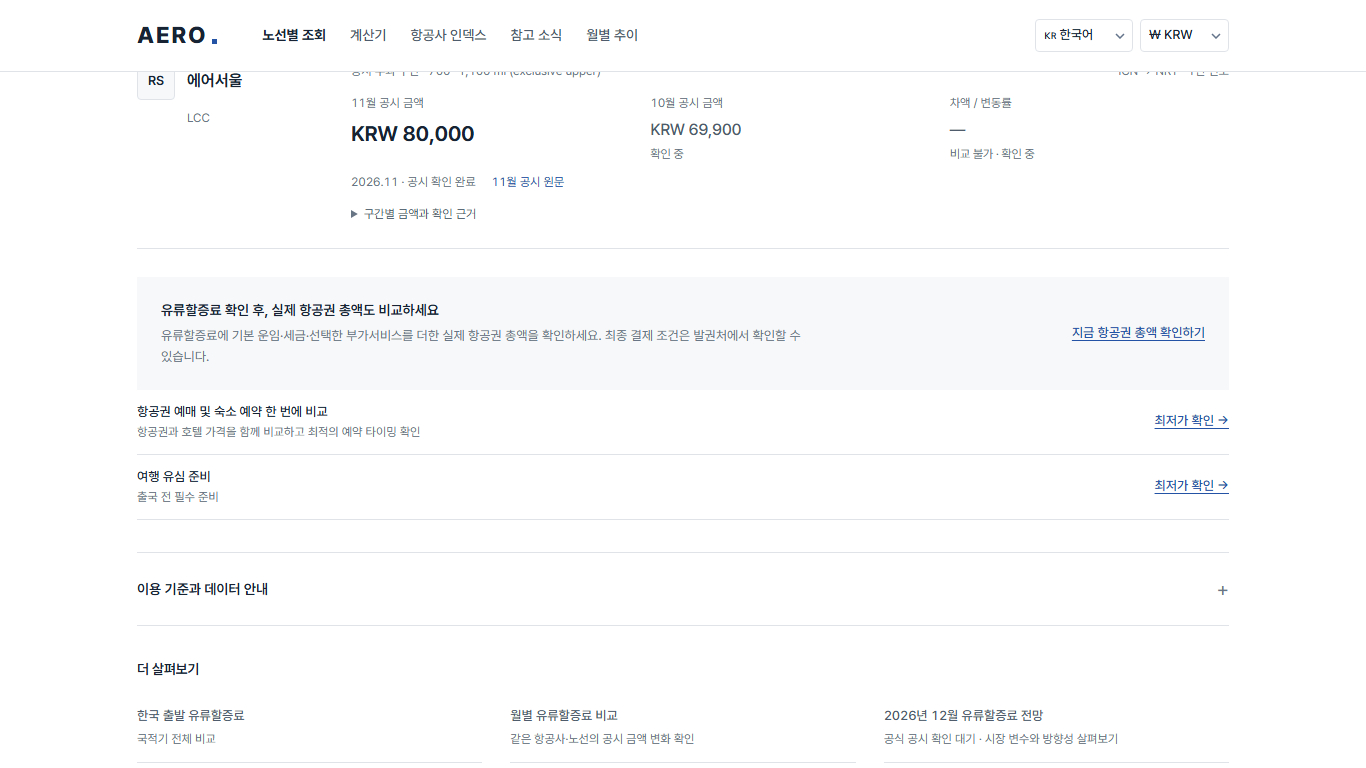 AERO.
노선별 조회
계산기
항공사 인덱스
참고 소식
월별 추이
KR 한국어
₩ KRW
RS
에어서울
LCC
11월 공시 금액
KRW 80,000
10월 공시 금액
KRW 69,900
확인 중
차액 / 변동률
—
비교 불가 · 확인 중
2026.11 · 공시 확인 완료
11월 공시 원문
▶ 구간별 금액과 확인 근거
유류할증료 확인 후, 실제 항공권 총액도 비교하세요
유류할증료에 기본 운임·세금·선택한 부가서비스를 더한 실제 항공권 총액을 확인하세요. 최종 결제 조건은 발권처에서 확인할 수
있습니다.
지금 항공권 총액 확인하기
항공권 예매 및 숙소 예약 한 번에 비교
항공권과 호텔 가격을 함께 비교하고 최적의 예약 타이밍 확인
최저가 확인 →
여행 유심 준비
출국 전 필수 준비
최저가 확인 →
이용 기준과 데이터 안내
+
더 살펴보기
한국 출발 유류할증료
국적기 전체 비교
월별 유류할증료 비교
같은 항공사·노선의 공시 금액 변화 확인
2026년 12월 유류할증료 전망
공식 공시 확인 대기 · 시장 변수와 방향성 살펴보기